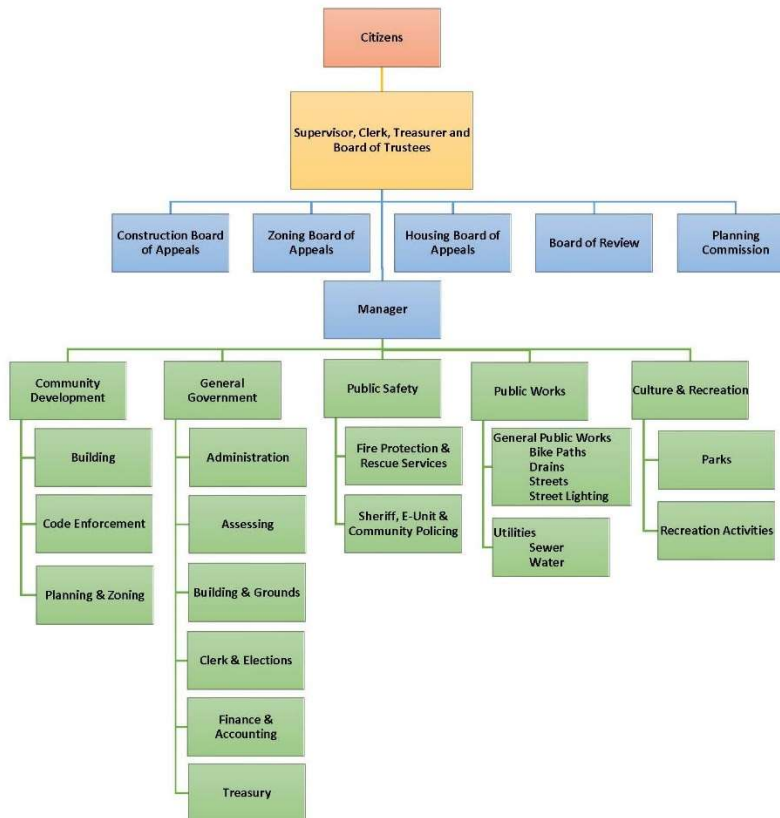 Citizens
Supervisor, Clerk, Treasurer and
Board of Trustees
Construction Board
of Appeals
Zoning Board of
Appeals
Housing Board of
Appeals
Board of Review
Planning
Commission
Manager
Community
Development
General
Government
Public Safety
Public Works
Culture & Recreation
Building
Code Enforcement
Planning & Zoning
Administration
Assessing
Building & Grounds
Clerk & Elections
Finance &
Accounting
Treasury
Fire Protection &
Rescue Services
Sheriff, E-Unit &
Community Policing
General Public Works
Bike Paths
Drains
Streets
Street Lighting
Utilities
Sewer
Water
Parks
Recreation Activities